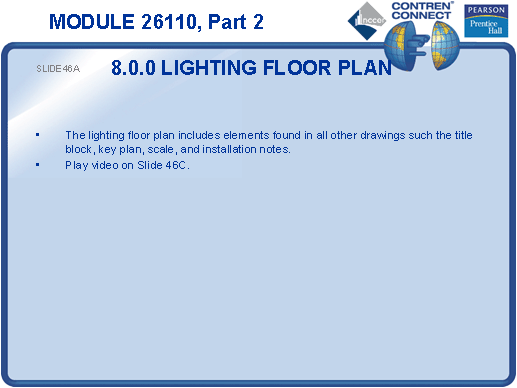 MODULE 26110, Part 2
nccer
CONTREN®
CONNECT
PEARSON
Prentice
Hall
SLIDE 46A
8.0.0 LIGHTING FLOOR PLAN
• The lighting floor plan includes elements found in all other drawings such the title
block, key plan, scale, and installation notes.
• Play video on Slide 46C.